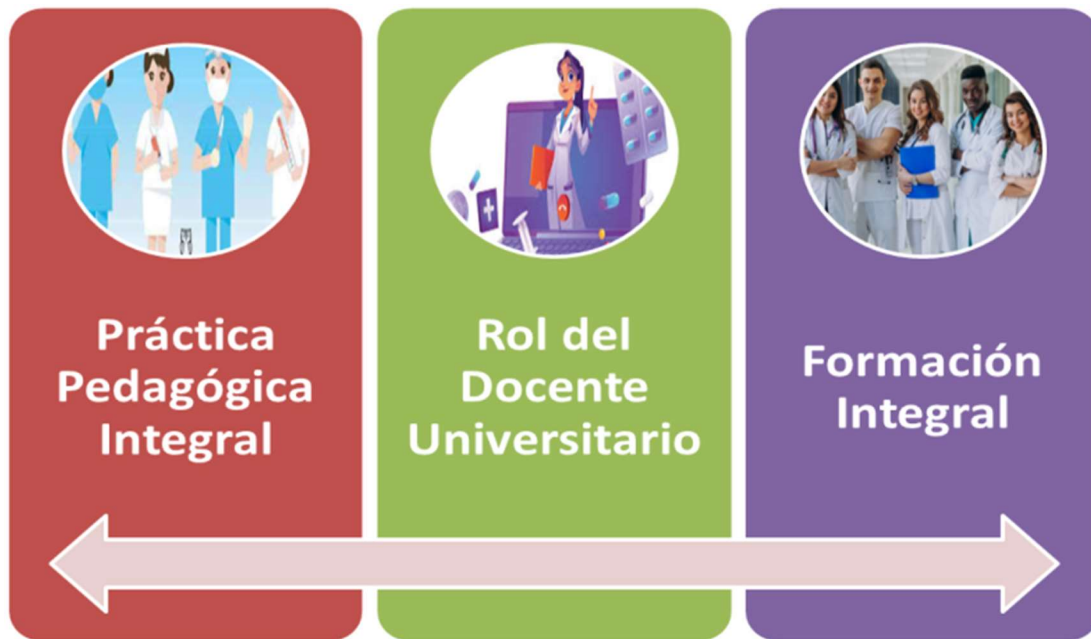 Práctica
Pedagógica
Integral
Rol del
Docente
Universitario
Formación
Integral